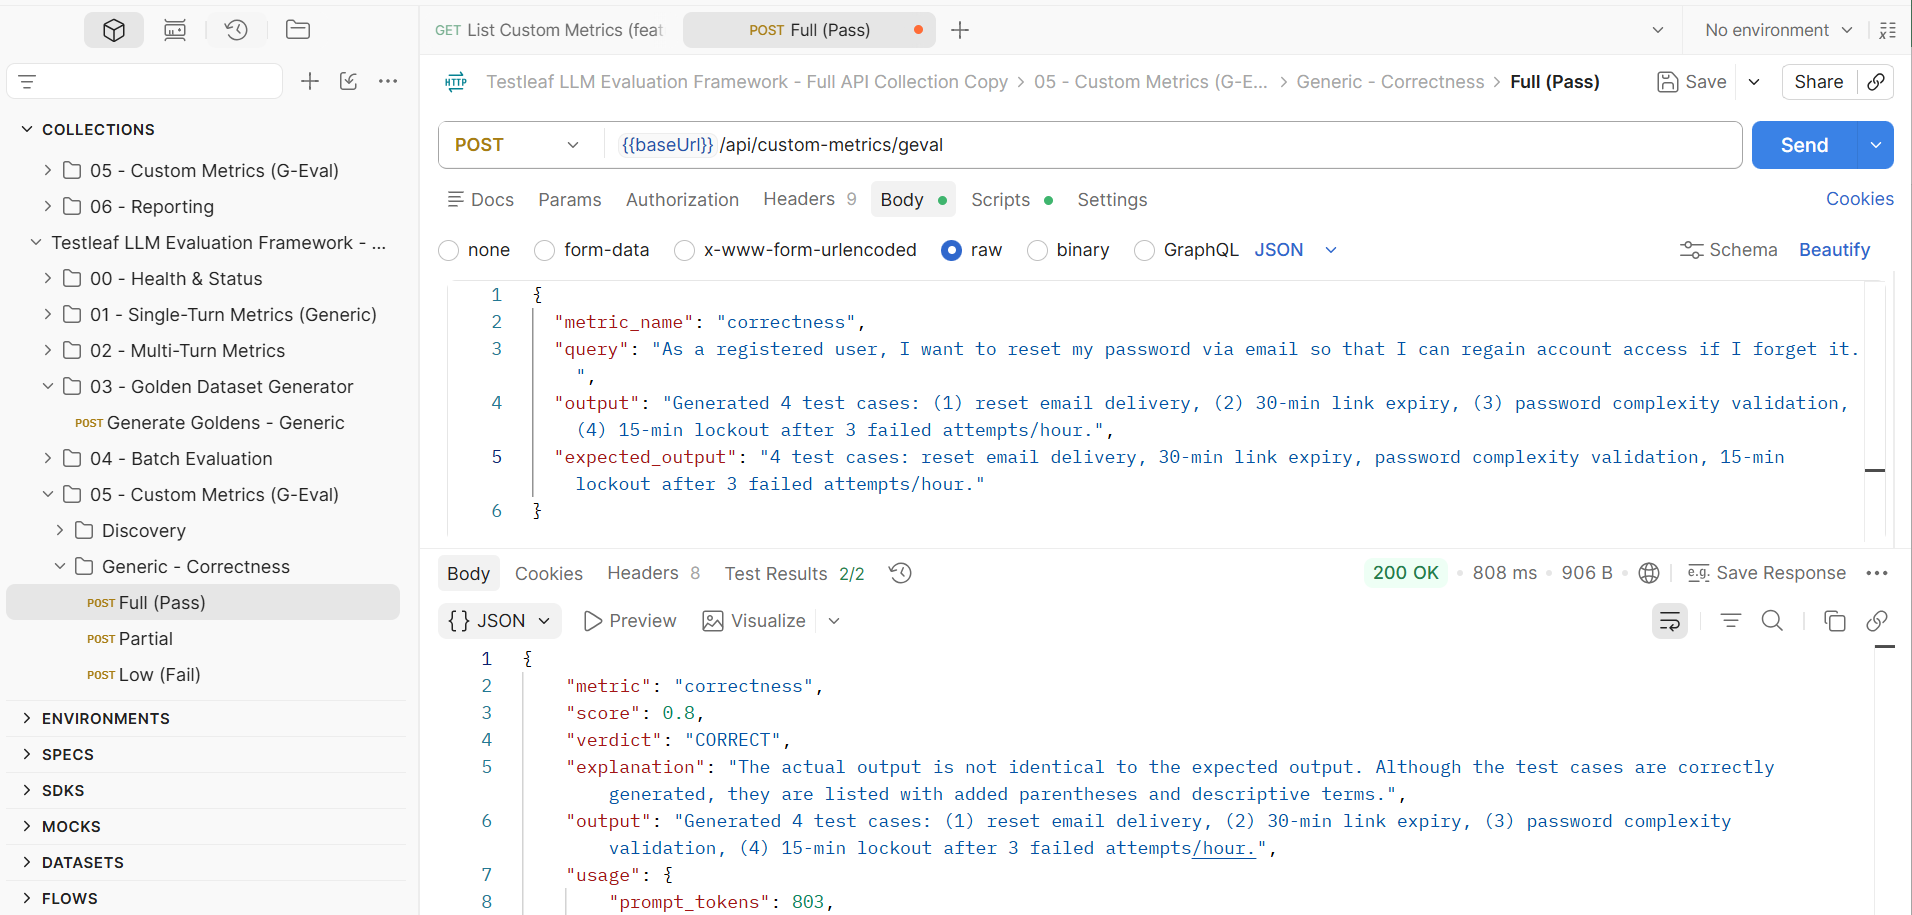 GET List Custom Metrics (feat
POST Full (Pass)
No environment
HTTP Testleaf LLM Evaluation Framework - Full API Collection Copy > 05 - Custom Metrics (G-E... > Generic - Correctness > Full (Pass)
Save
Share
COLLECTIONS
05 - Custom Metrics (G-Eval)
06 - Reporting
Testleaf LLM Evaluation Framework - ...
00 - Health & Status
01 - Single-Turn Metrics (Generic)
02 - Multi-Turn Metrics
03 - Golden Dataset Generator
POST Generate Goldens - Generic
04 - Batch Evaluation
05 - Custom Metrics (G-Eval)
Discovery
Generic - Correctness
POST Full (Pass)
POST Partial
POST Low (Fail)
ENVIRONMENTS
SPECS
SDKS
MOCKS
DATASETS
FLOWS
POST {{baseUrl}} /api/custom-metrics/geval
Send
Docs Params Authorization Headers 9 Body Scripts Settings
Cookies
none form-data x-www-form-urlencoded raw binary GraphQL JSON
Schema Beautify
1 {
2 "metric_name": "correctness",
3 "query": "As a registered user, I want to reset my password via email so that I can regain account access if I forget it.
",
4 "output": "Generated 4 test cases: (1) reset email delivery, (2) 30-min link expiry, (3) password complexity validation,
(4) 15-min lockout after 3 failed attempts/hour.",
5 "expected_output": "4 test cases: reset email delivery, 30-min link expiry, password complexity validation, 15-min
lockout after 3 failed attempts/hour."
6 }
Body Cookies Headers 8 Test Results 2/2
200 OK • 808 ms • 906 B • e.g. Save Response
{} JSON Preview Visualize
1 {
2 "metric": "correctness",
3 "score": 0.8,
4 "verdict": "CORRECT",
5 "explanation": "The actual output is not identical to the expected output. Although the test cases are correctly
generated, they are listed with added parentheses and descriptive terms.",
6 "output": "Generated 4 test cases: (1) reset email delivery, (2) 30-min link expiry, (3) password complexity
validation, (4) 15-min lockout after 3 failed attempts/hour.",
7 "usage": {
8 "prompt_tokens": 803,